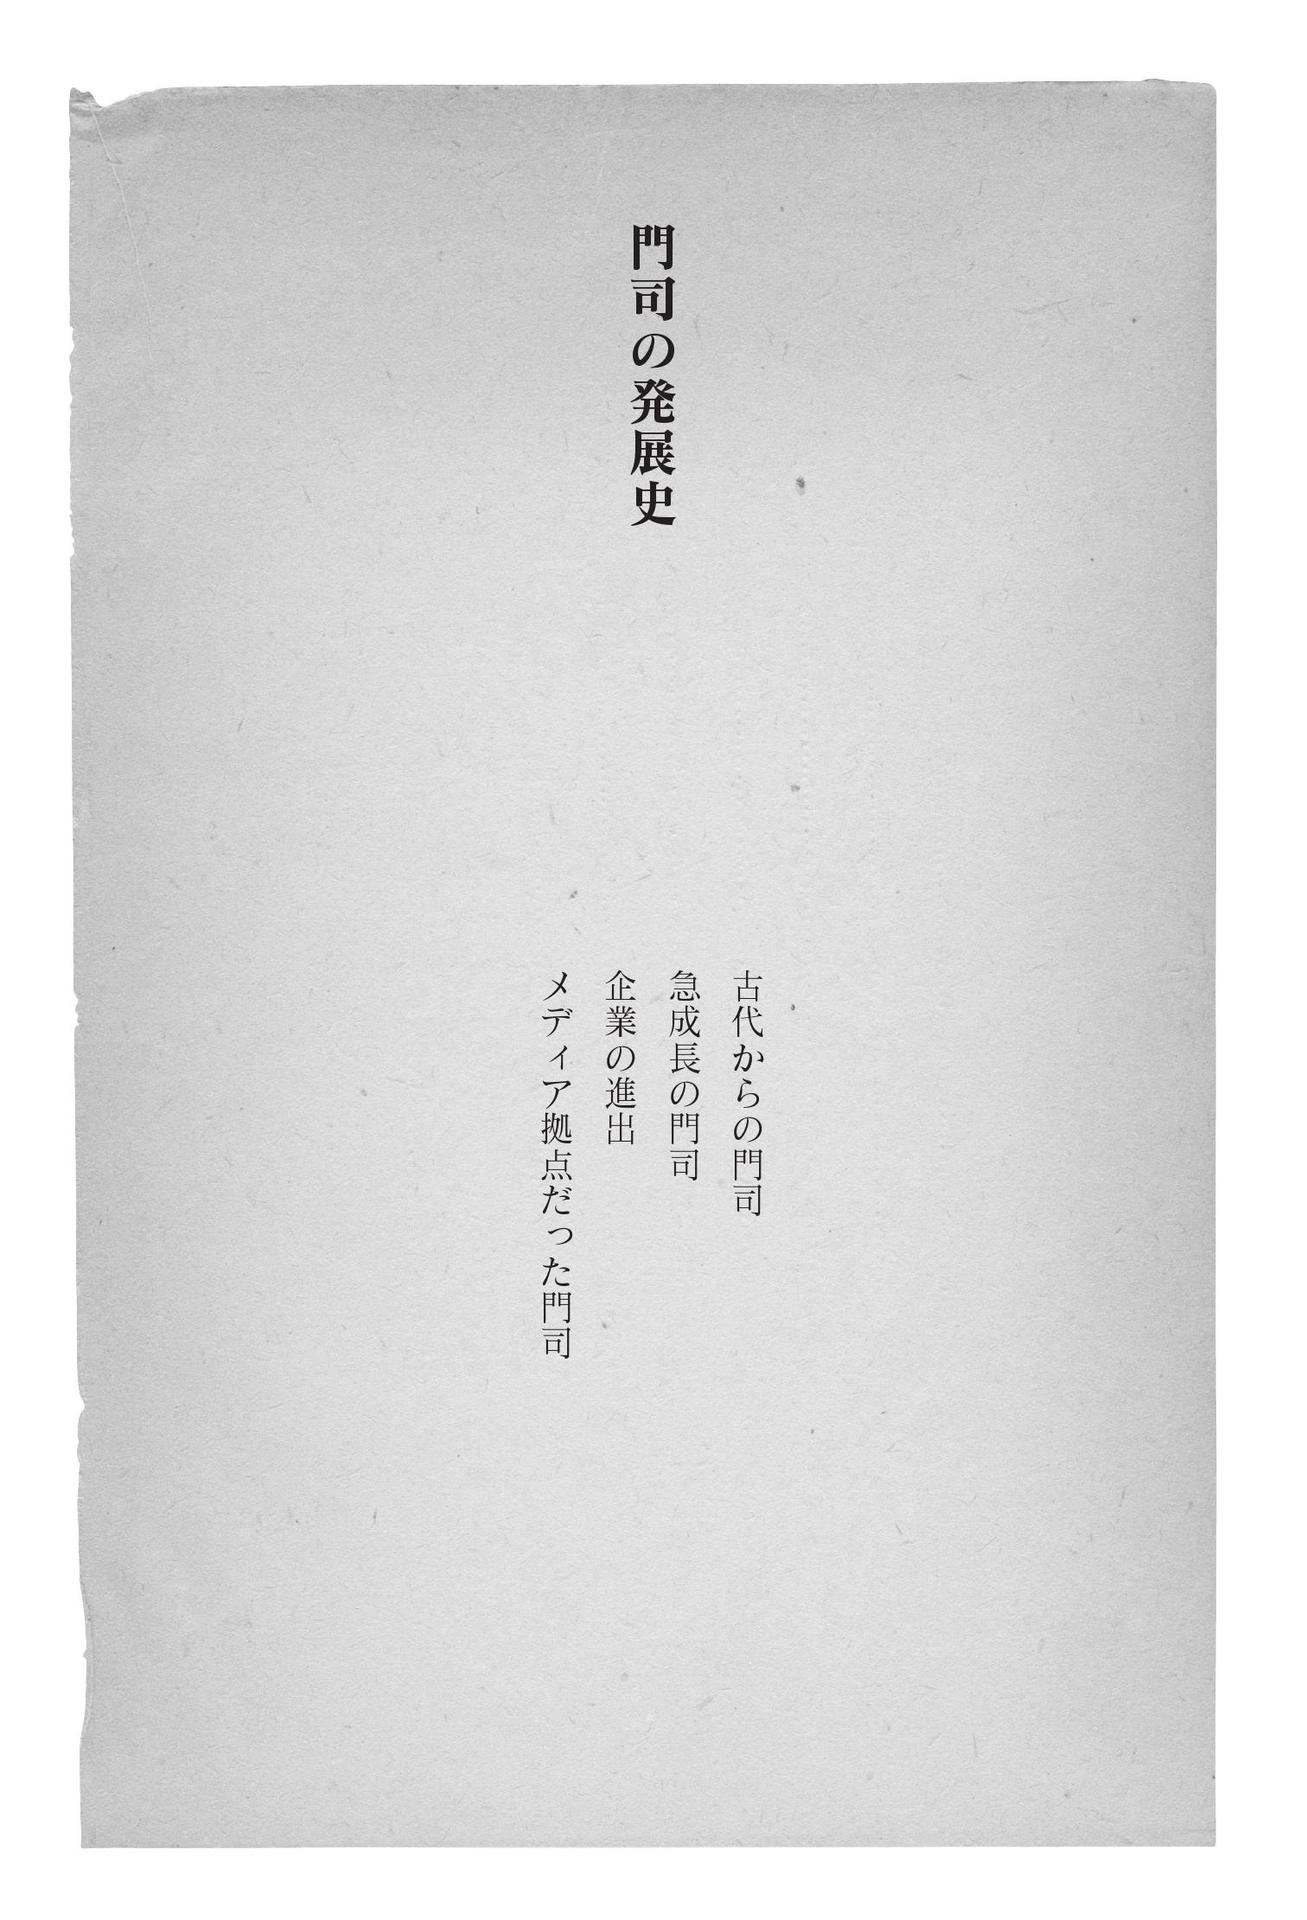 門司の発展史
古代からの門司
急成長の門司
企業の進出
メディア拠点だった門司